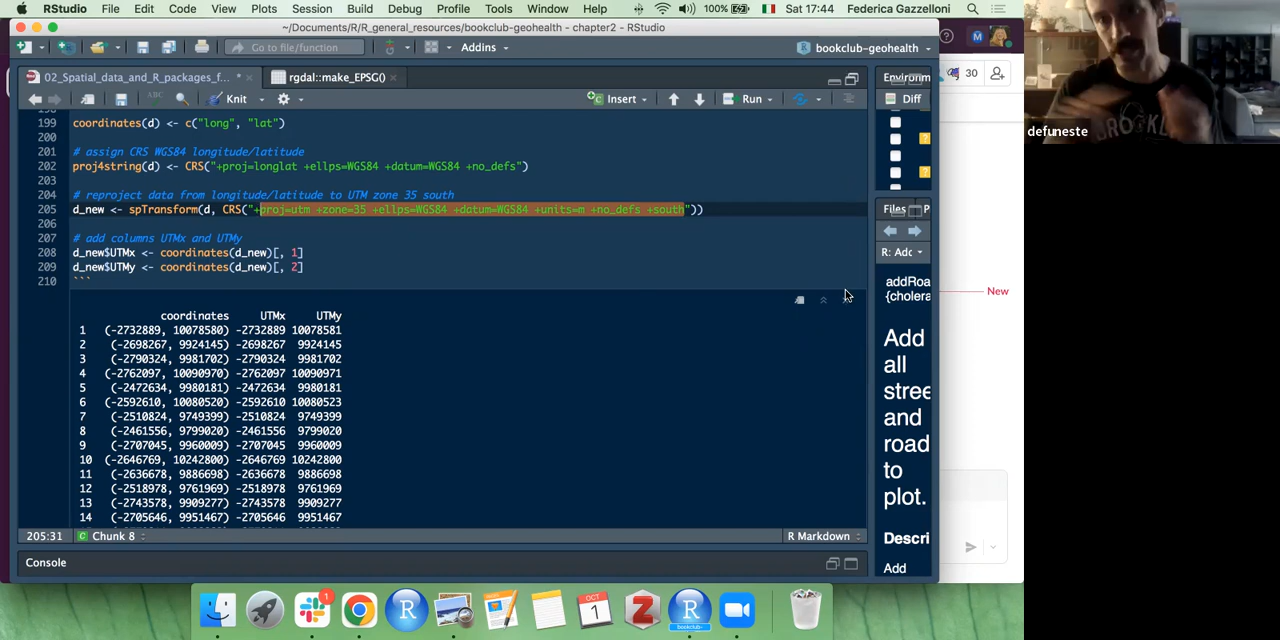 RStudio File Edit Code View Plots Session Build Debug Profile Tools Window Help 100% Sat 17:44 Federica Gazzelloni
~/Documents/R/R_general_resources/bookclub-geohealth - chapter2 - RStudio
Go to file/function Addins bookclub-geohealth
02_Spatial_data_and_R_packages_f... * rgdal::make_EPSG() Environm
Knit Insert Run Diff
199 coordinates(d) <- c("long", "lat")
200
201 # assign CRS WGS84 longitude/latitude
202 proj4string(d) <- CRS("+proj=longlat +ellps=WGS84 +datum=WGS84 +no_defs")
203
204 # reproject data from longitude/latitude to UTM zone 35 south
205 d_new <- spTransform(d, CRS("+proj=utm +zone=35 +ellps=WGS84 +datum=WGS84 +units=m +no_defs +south"))
206
207 # add columns UTMx and UTMy
208 d_new$UTMx <- coordinates(d_new)[, 1]
209 d_new$UTMy <- coordinates(d_new)[, 2]
210 ```
coordinates UTMx UTMy
1 (-2732889, 10078580) -2732889 10078581
2 (-2698267, 9924145) -2698267 9924145
3 (-2790324, 9981702) -2790324 9981702
4 (-2762097, 10090970) -2762097 10090971
5 (-2472634, 9980181) -2472634 9980181
6 (-2592610, 10080520) -2592610 10080523
7 (-2510824, 9749399) -2510824 9749399
8 (-2461556, 9799020) -2461556 9799020
9 (-2707045, 9960009) -2707045 9960009
10 (-2646769, 10242800) -2646769 10242800
11 (-2636678, 9886698) -2636678 9886698
12 (-2518978, 9761969) -2518978 9761969
13 (-2743578, 9909277) -2743578 9909277
14 (-2705646, 9951467) -2705646 9951467
205:31 Chunk 8 R Markdown
Console
Files P
R: Adc
addRoa
{cholera
Add
all
stree
and
road
to
plot.
Descri
Add
M
30
New
defuneste
BROOKL
1
R
OCT
1
Z
R
bookclub-